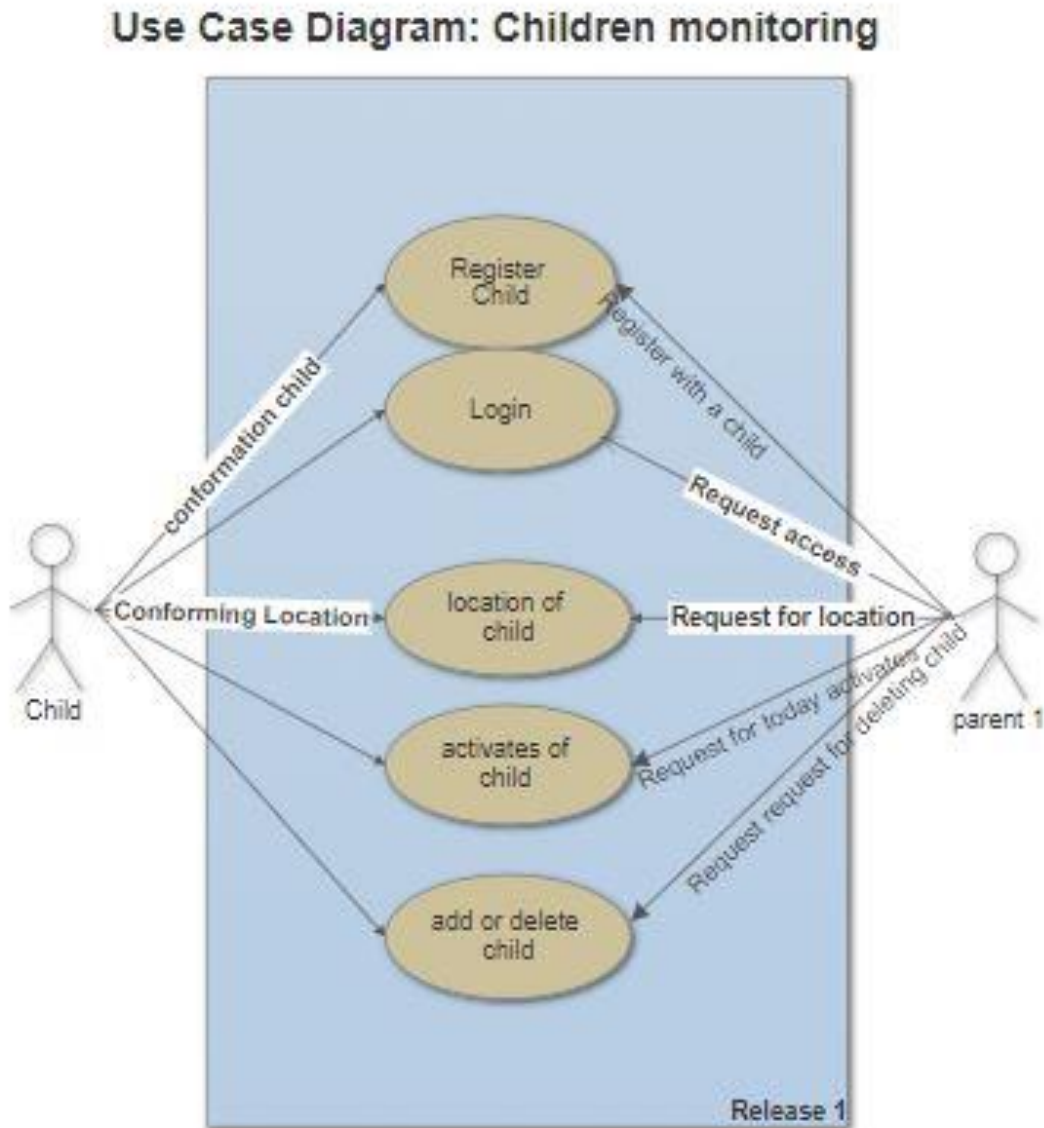 Use Case Diagram: Children monitoring
Register
Child
Register with a child
conformation child
Login
Request access
Conforming Location
location of
child
Request for location
Child
parent 1
activates of
child
Request for today activates
Request request for deleting child
add or delete
child
Release 1